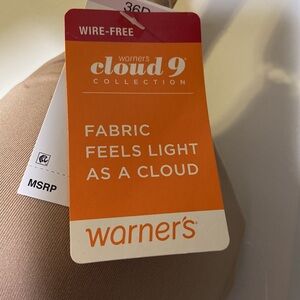 36D
WIRE-FREE
warners
cloud 9
COLLECTION
FABRIC
FEELS LIGHT
AS A CLOUD
MSRP
warner's